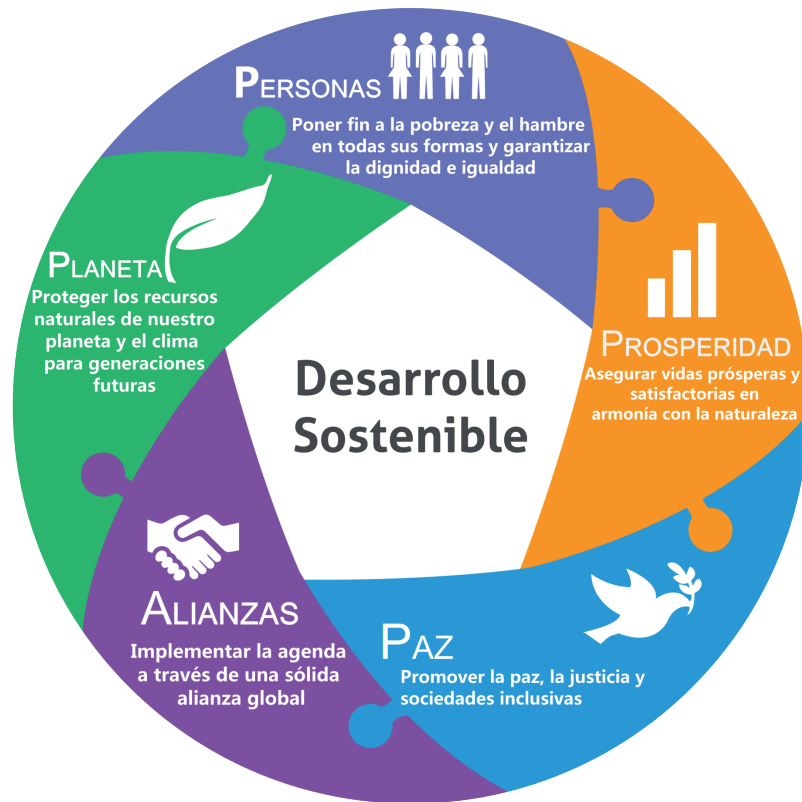 PERSONAS
Poner fin a la pobreza y el hambre
en todas sus formas y garantizar
la dignidad e igualdad
PROSPERIDAD
Asegurar vidas prósperas y
satisfactorias en
armonía con la naturaleza
PAZ
Promover la paz, la justicia y
sociedades inclusivas
ALIANZAS
Implementar la agenda
a través de una sólida
alianza global
PLANETA
Proteger los recursos
naturales de nuestro
planeta y el clima
para generaciones
futuras
Desarrollo
Sostenible